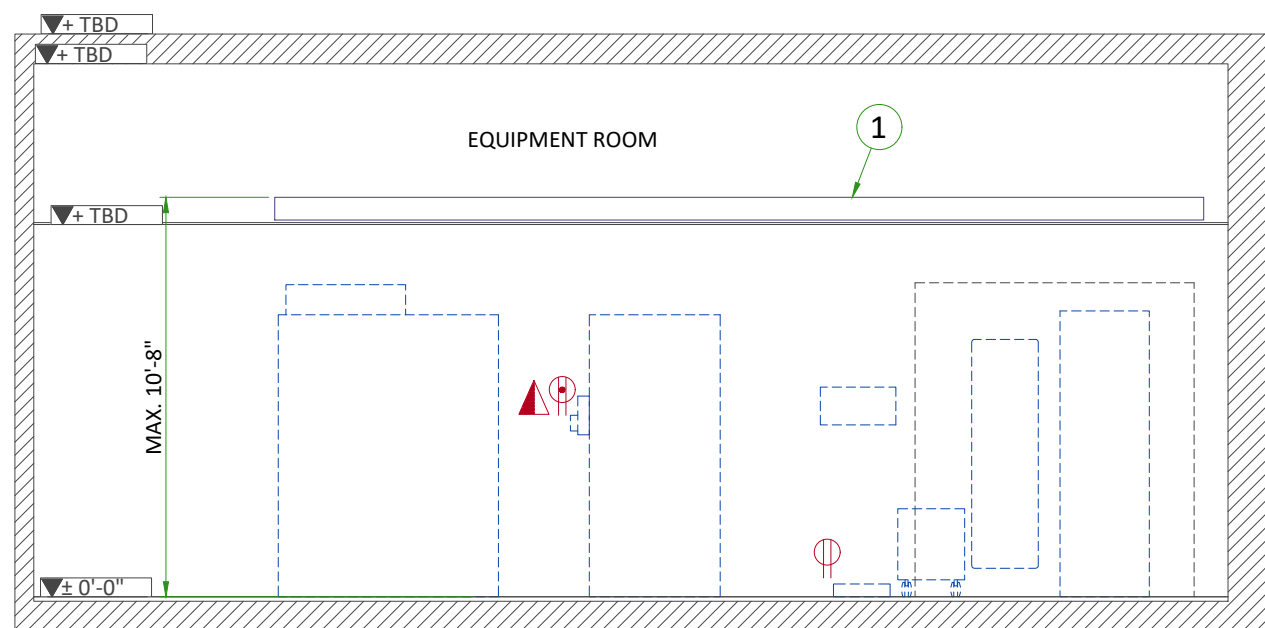 + TBD
+ TBD
EQUIPMENT ROOM
1
+ TBD
MAX. 10'-8"
± 0'-0"